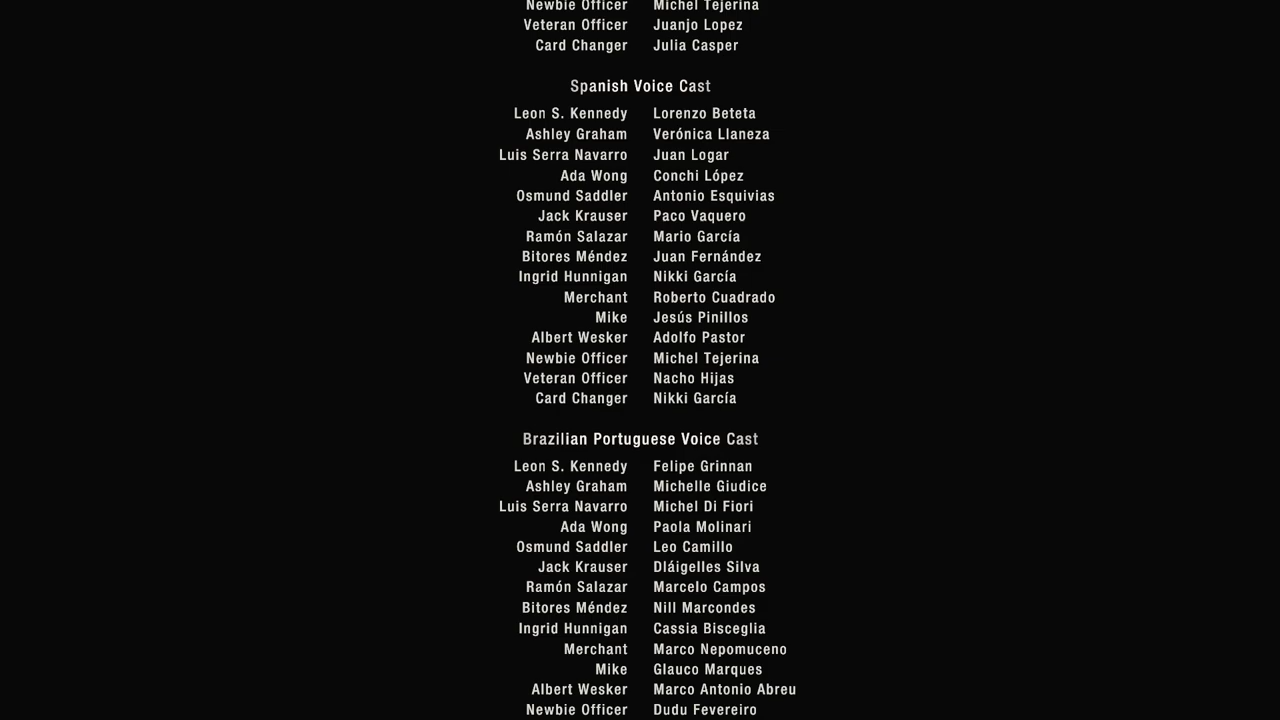 Newbie Officer Michel Tejerina
Veteran Officer Juanjo Lopez
Card Changer Julia Casper
Spanish Voice Cast
Leon S. Kennedy Lorenzo Beteta
Ashley Graham Verónica Llaneza
Luis Serra Navarro Juan Logar
Ada Wong Conchi López
Osmund Saddler Antonio Esquivias
Jack Krauser Paco Vaquero
Ramón Salazar Mario García
Bitores Méndez Juan Fernández
Ingrid Hunnigan Nikki García
Merchant Roberto Cuadrado
Mike Jesús Pinillos
Albert Wesker Adolfo Pastor
Newbie Officer Michel Tejerina
Veteran Officer Nacho Hijas
Card Changer Nikki García
Brazilian Portuguese Voice Cast
Leon S. Kennedy Felipe Grinnan
Ashley Graham Michelle Giudice
Luis Serra Navarro Michel Di Fiori
Ada Wong Paola Molinari
Osmund Saddler Leo Camillo
Jack Krauser Dláigelles Silva
Ramón Salazar Marcelo Campos
Bitores Méndez Nill Marcondes
Ingrid Hunnigan Cassia Bisceglia
Merchant Marco Nepomuceno
Mike Glauco Marques
Albert Wesker Marco Antonio Abreu
Newbie Officer Dudu Fevereiro